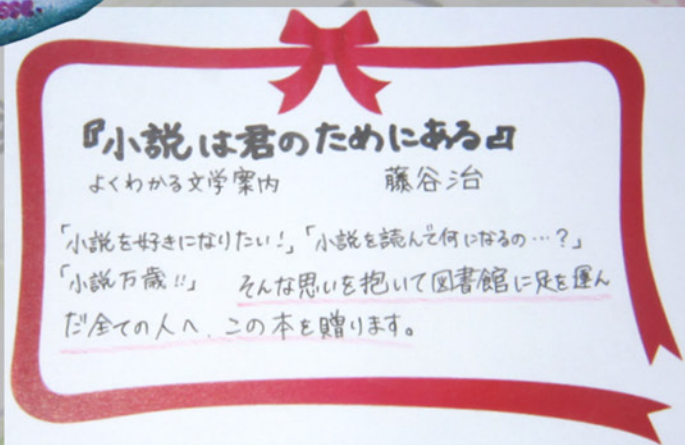 『小説は君のためにある』
よくわかる文学案内 藤谷治
「小説を好きになりたい!」「小説を読んで何になるの…?」
「小説万歳!!」 そんな思いを抱いて図書館に足を運ん
だ全ての人へ、この本を贈ります。